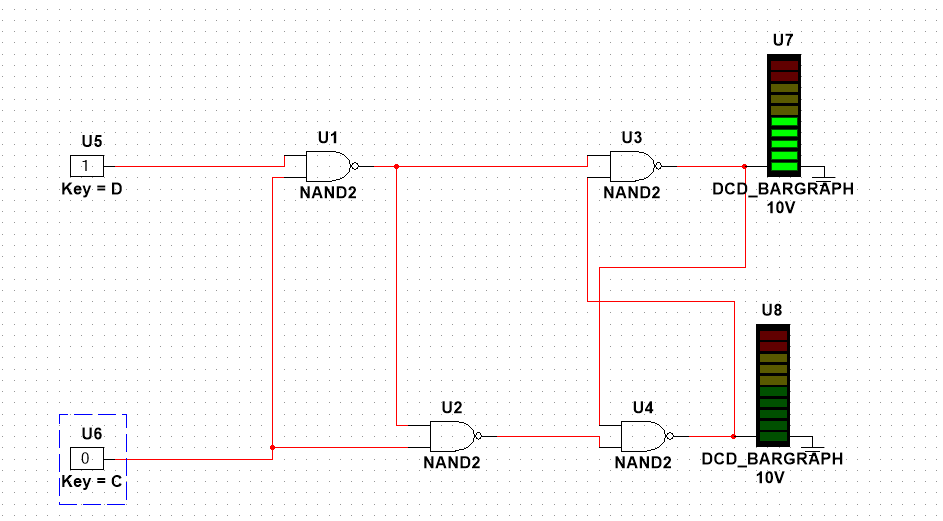 U7
U5
1
Key = D
U1
NAND2
U3
NAND2
DCD_BARGRAPH
10V
U8
U6
0
Key = C
U2
NAND2
U4
NAND2
DCD_BARGRAPH
10V